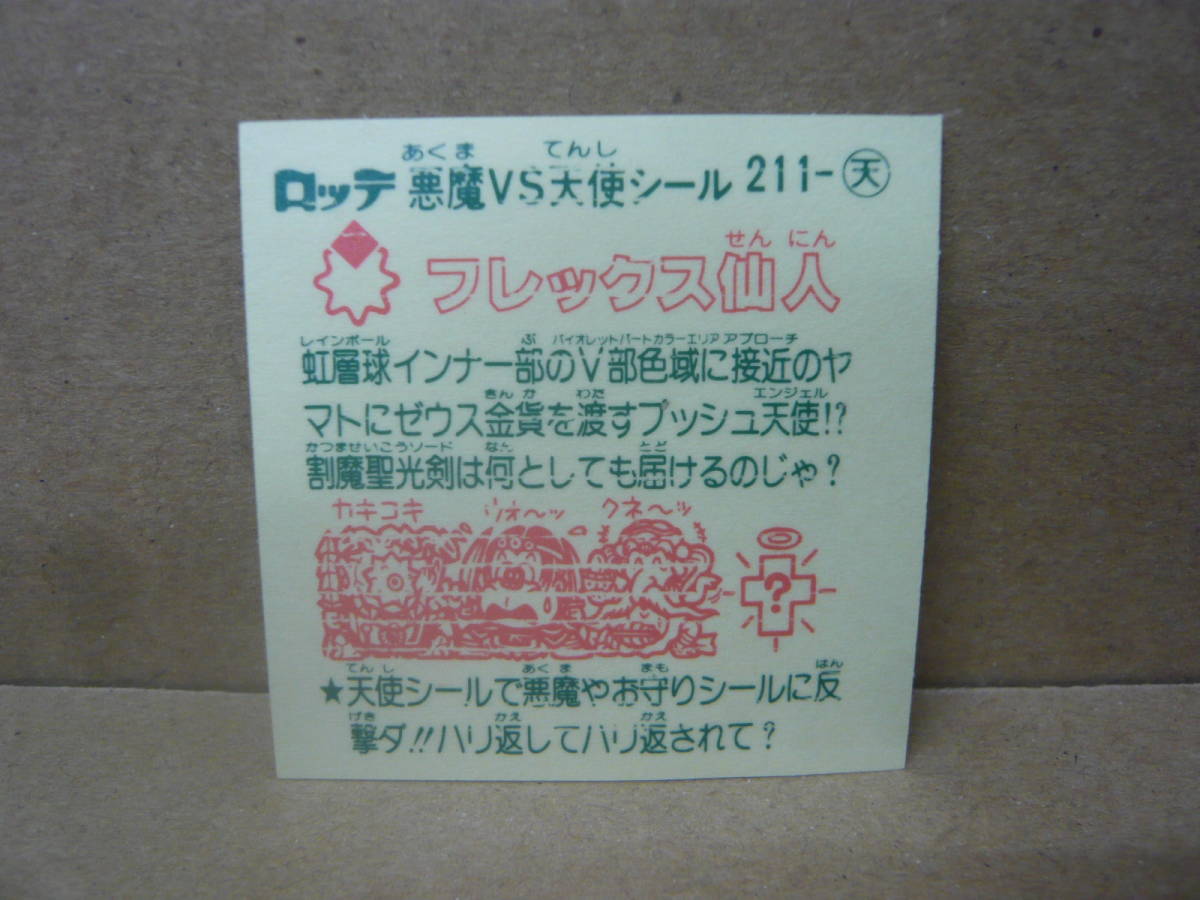 あくま てんし
ロッテ 悪魔VS天使シール 211-天
せんにん
フレックス仙人
レインボール ぶ バイオレットパートカラーエリア アプローチ
虹層球インナー部のV部色域に接近のヤ
きんか わた エンジェル
マトにゼウス金貨を渡すプッシュ天使!?
かつませいこうソード なん とど
割魔聖光剣は何としても届けるのじゃ?
カキコキ ツオ〜ッ クネ〜ッ
?
てんし あくま まも はん
★天使シールで悪魔やお守りシールに反
げき かえ かえ
撃ダ!!ハリ返してハリ返されて?